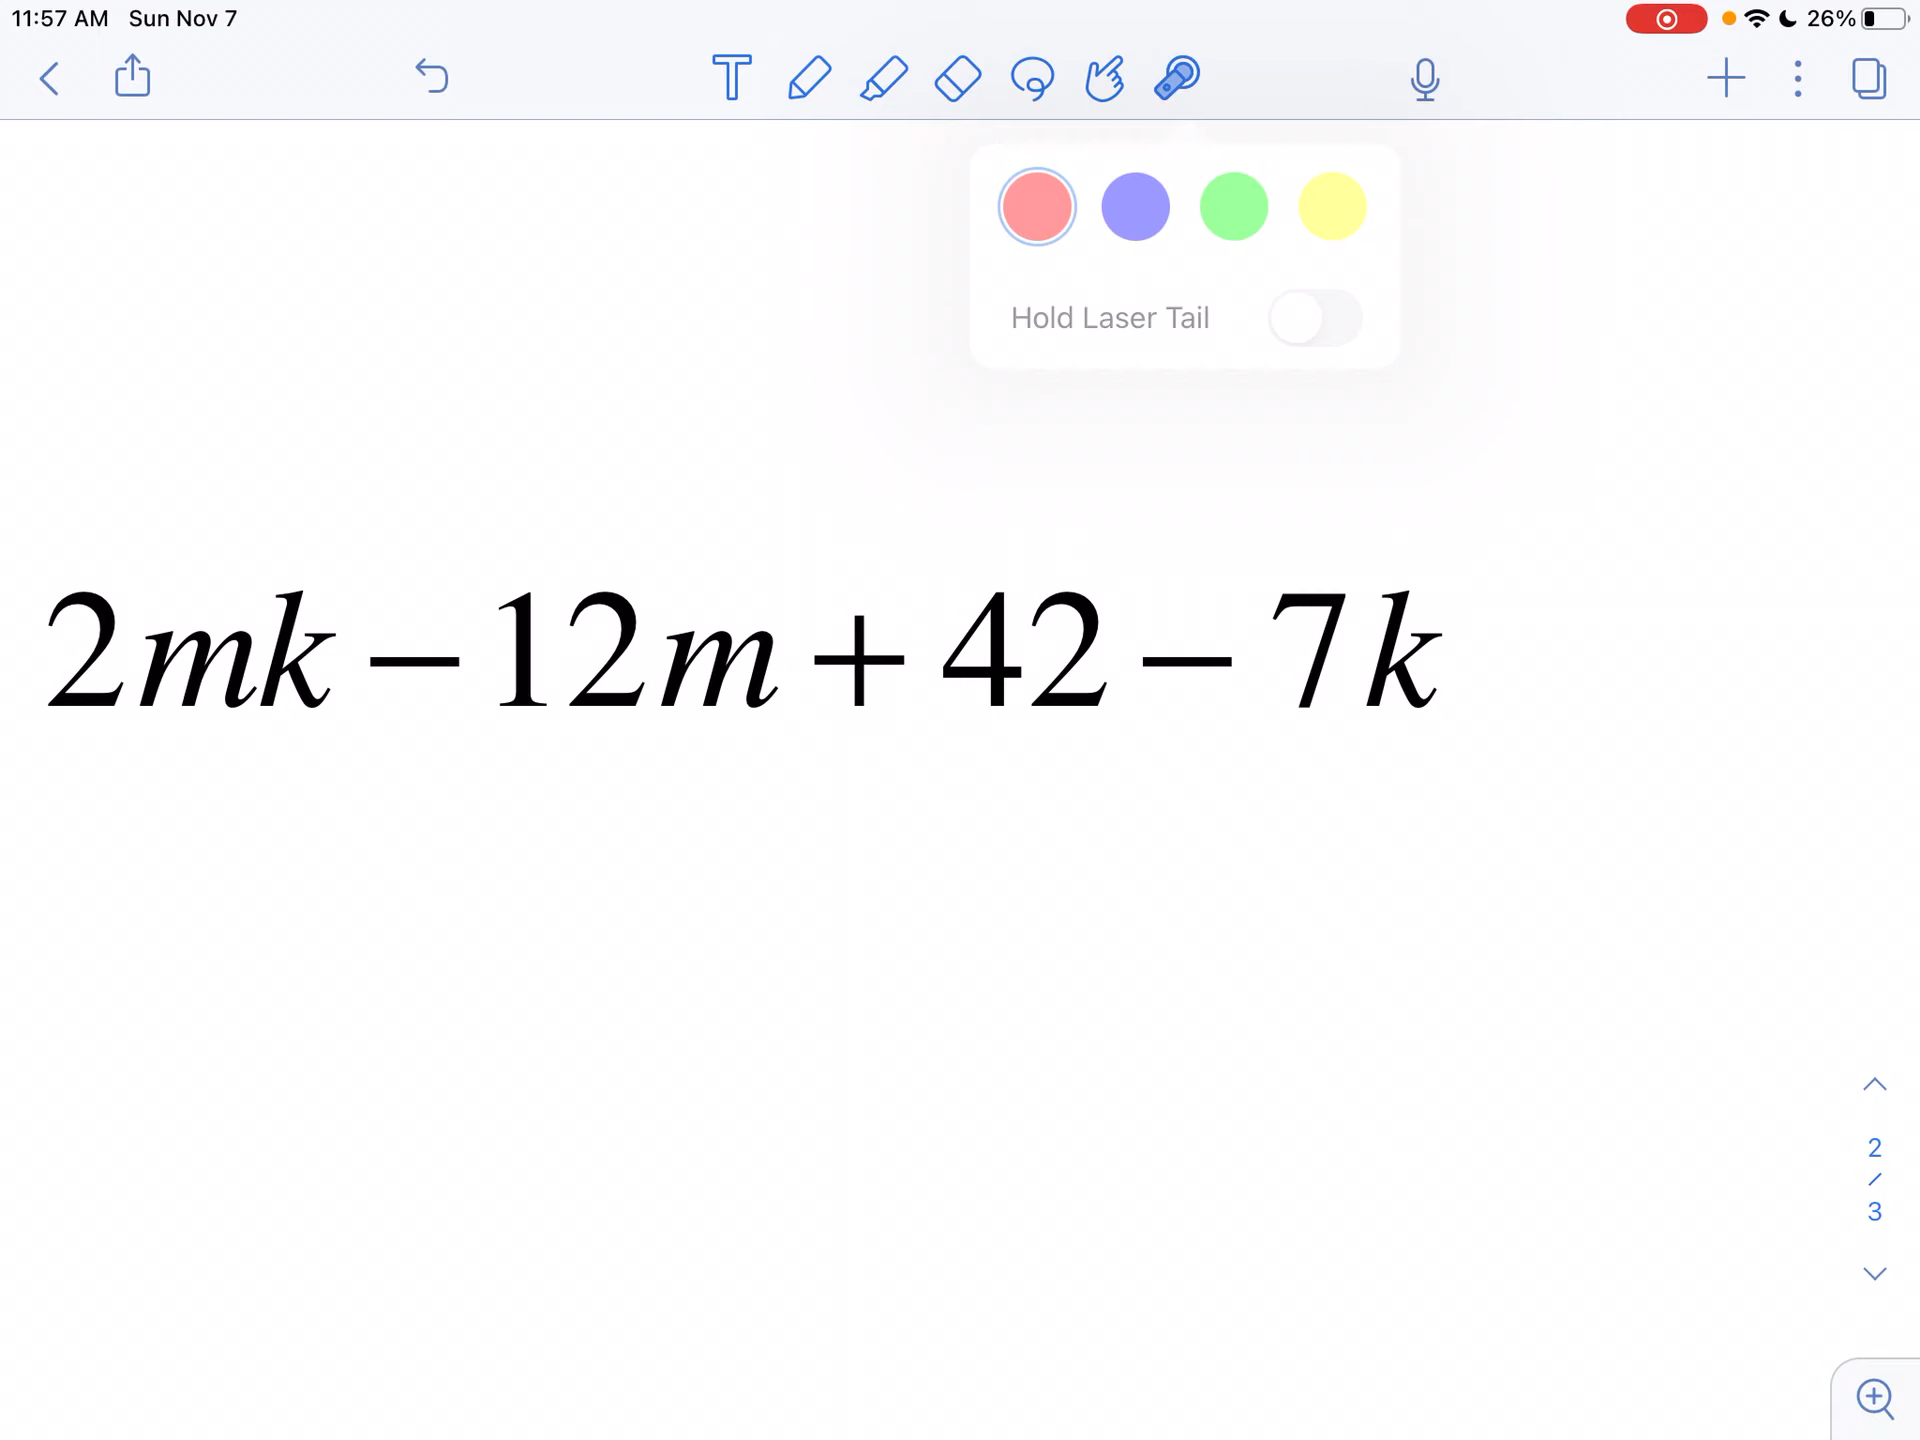 11:57 AM Sun Nov 7 26%
T
Hold Laser Tail
2mk − 12m + 42 − 7k
2
/
3